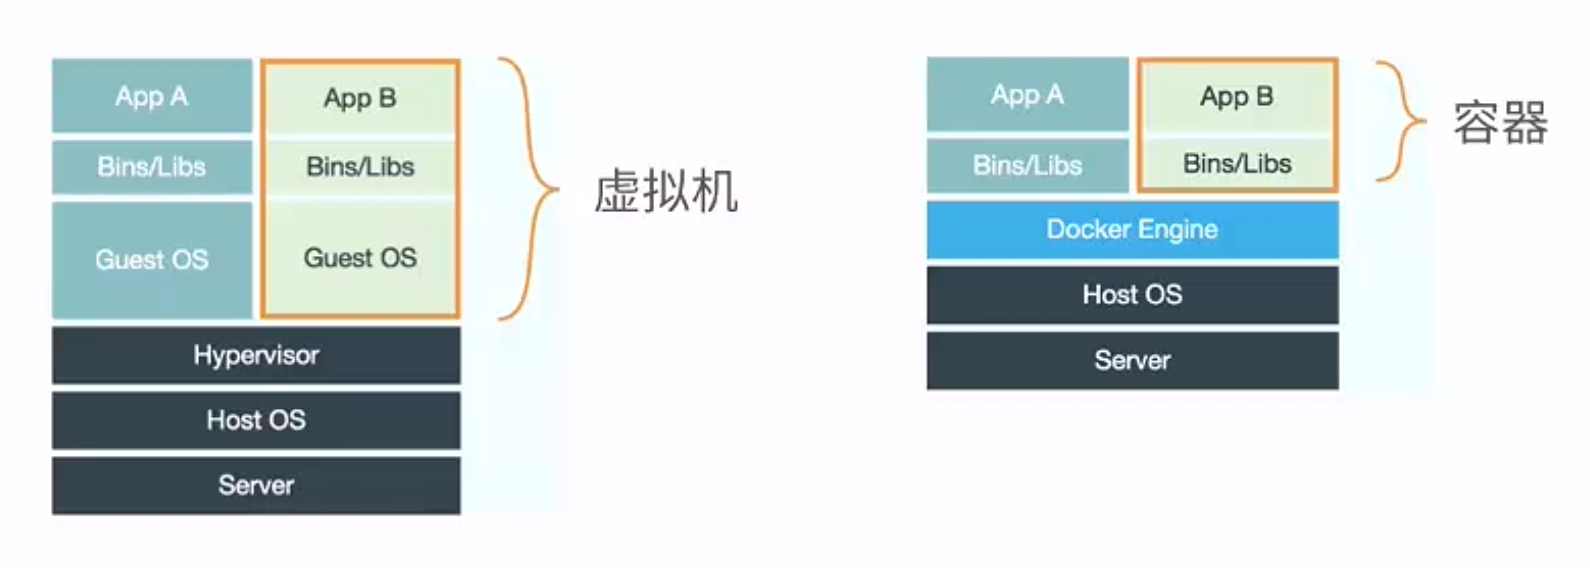 App A
App B
Bins/Libs
Bins/Libs
Guest OS
Guest OS
Hypervisor
Host OS
Server
虚拟机
App A
App B
Bins/Libs
Bins/Libs
Docker Engine
Host OS
Server
容器